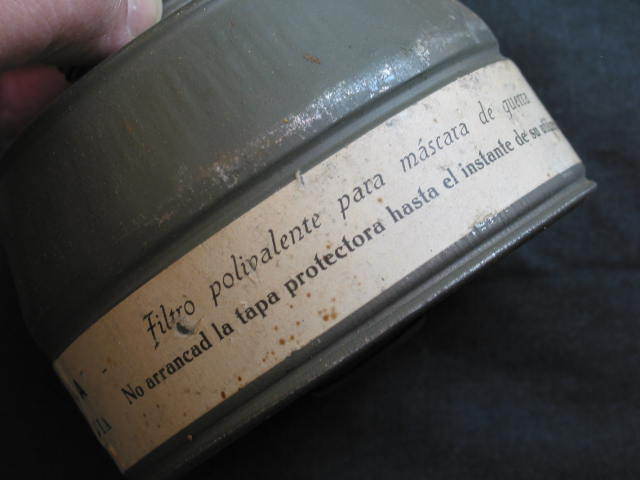 Filtro polivalente para máscara de guerra
No arrancad la tapa protectora hasta el instante de su
A -